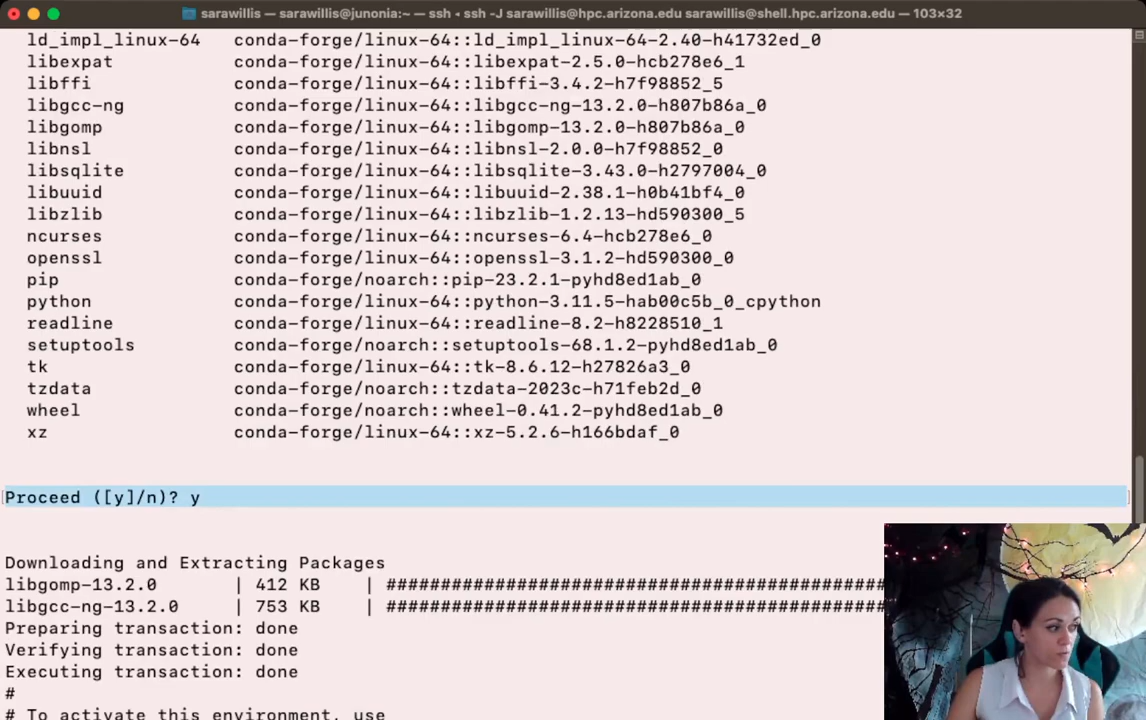 sarawillis — sarawillis@junonia:~ — ssh ◂ ssh -J sarawillis@hpc.arizona.edu sarawillis@shell.hpc.arizona.edu — 103×32
ld_impl_linux-64 conda-forge/linux-64::ld_impl_linux-64-2.40-h41732ed_0
libexpat conda-forge/linux-64::libexpat-2.5.0-hcb278e6_1
libffi conda-forge/linux-64::libffi-3.4.2-h7f98852_5
libgcc-ng conda-forge/linux-64::libgcc-ng-13.2.0-h807b86a_0
libgomp conda-forge/linux-64::libgomp-13.2.0-h807b86a_0
libnsl conda-forge/linux-64::libnsl-2.0.0-h7f98852_0
libsqlite conda-forge/linux-64::libsqlite-3.43.0-h2797004_0
libuuid conda-forge/linux-64::libuuid-2.38.1-h0b41bf4_0
libzlib conda-forge/linux-64::libzlib-1.2.13-hd590300_5
ncurses conda-forge/linux-64::ncurses-6.4-hcb278e6_0
openssl conda-forge/linux-64::openssl-3.1.2-hd590300_0
pip conda-forge/noarch::pip-23.2.1-pyhd8ed1ab_0
python conda-forge/linux-64::python-3.11.5-hab00c5b_0_cpython
readline conda-forge/linux-64::readline-8.2-h8228510_1
setuptools conda-forge/noarch::setuptools-68.1.2-pyhd8ed1ab_0
tk conda-forge/linux-64::tk-8.6.12-h27826a3_0
tzdata conda-forge/noarch::tzdata-2023c-h71feb2d_0
wheel conda-forge/noarch::wheel-0.41.2-pyhd8ed1ab_0
xz conda-forge/linux-64::xz-5.2.6-h166bdaf_0
Proceed ([y]/n)? y
Downloading and Extracting Packages
libgomp-13.2.0 | 412 KB | ##############################################
libgcc-ng-13.2.0 | 753 KB | ##############################################
Preparing transaction: done
Verifying transaction: done
Executing transaction: done
#
# To activate this environment, use